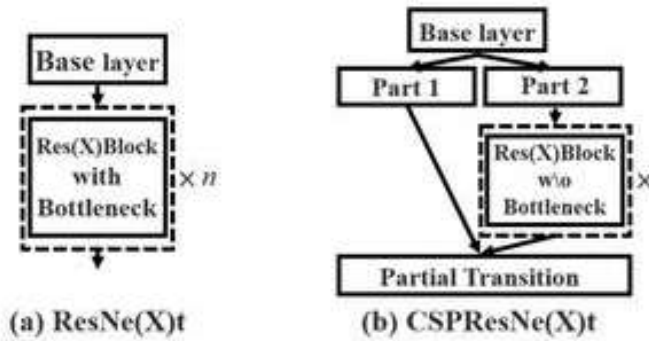 Base layer
Res(X)Block
with
Bottleneck
× n
(a) ResNe(X)t
Base layer
Part 1
Part 2
Res(X)Block
w\o
Bottleneck
×
Partial Transition
(b) CSPResNe(X)t